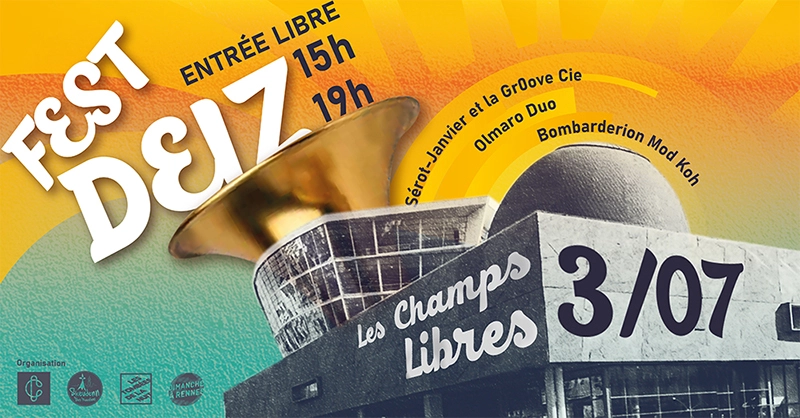 FEST
DEIZ
ENTRÉE LIBRE
15h
19h
Sérot-Janvier et la Gr0ove Cie
Olmaro Duo
Bombarderion Mod Koh
Les Champs
Libres
3/07
Organisation